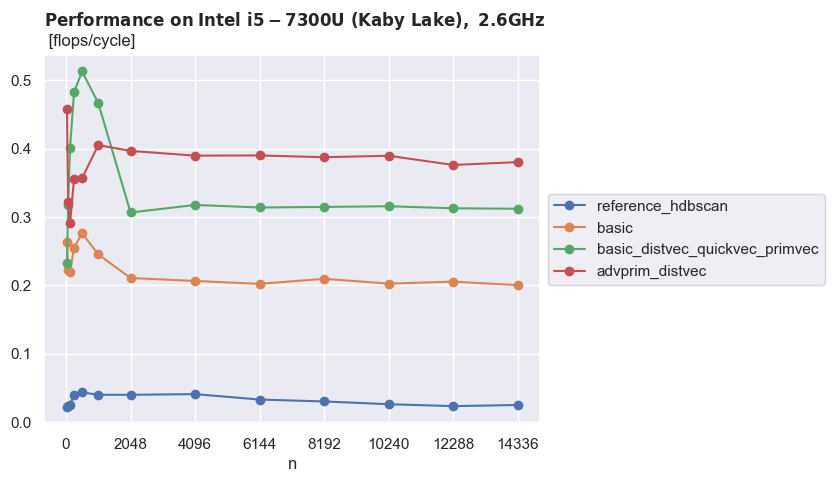 Performance on Intel i5 − 7300U (Kaby Lake), 2.6GHz
[flops/cycle]
0.5
0.4
0.3
0.2
0.1
0.0
0 2048 4096 6144 8192 10240 12288 14336
n
reference_hdbscan
basic
basic_distvec_quickvec_primvec
advprim_distvec